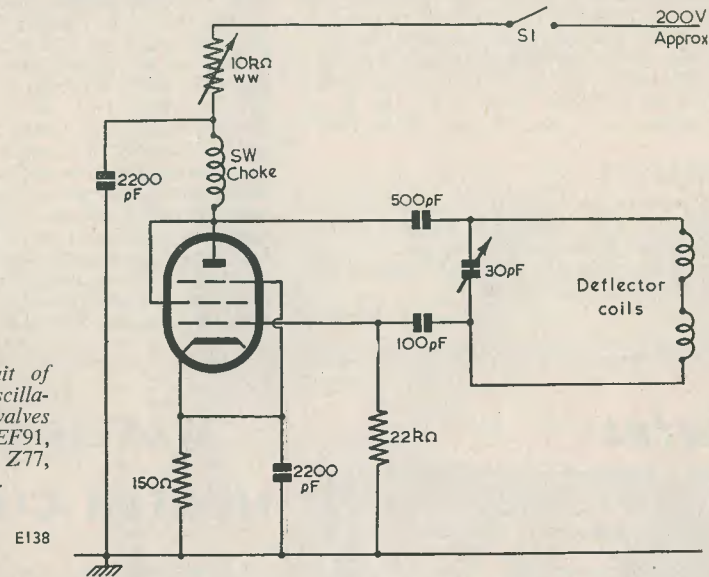 200V
Approx
S1
10kΩ
ww
SW
Choke
2200
pF
500pF
30pF
Deflector
coils
100pF
22kΩ
150Ω
2200
pF
it of
scilla-
valves
EF91,
Z77,
E138